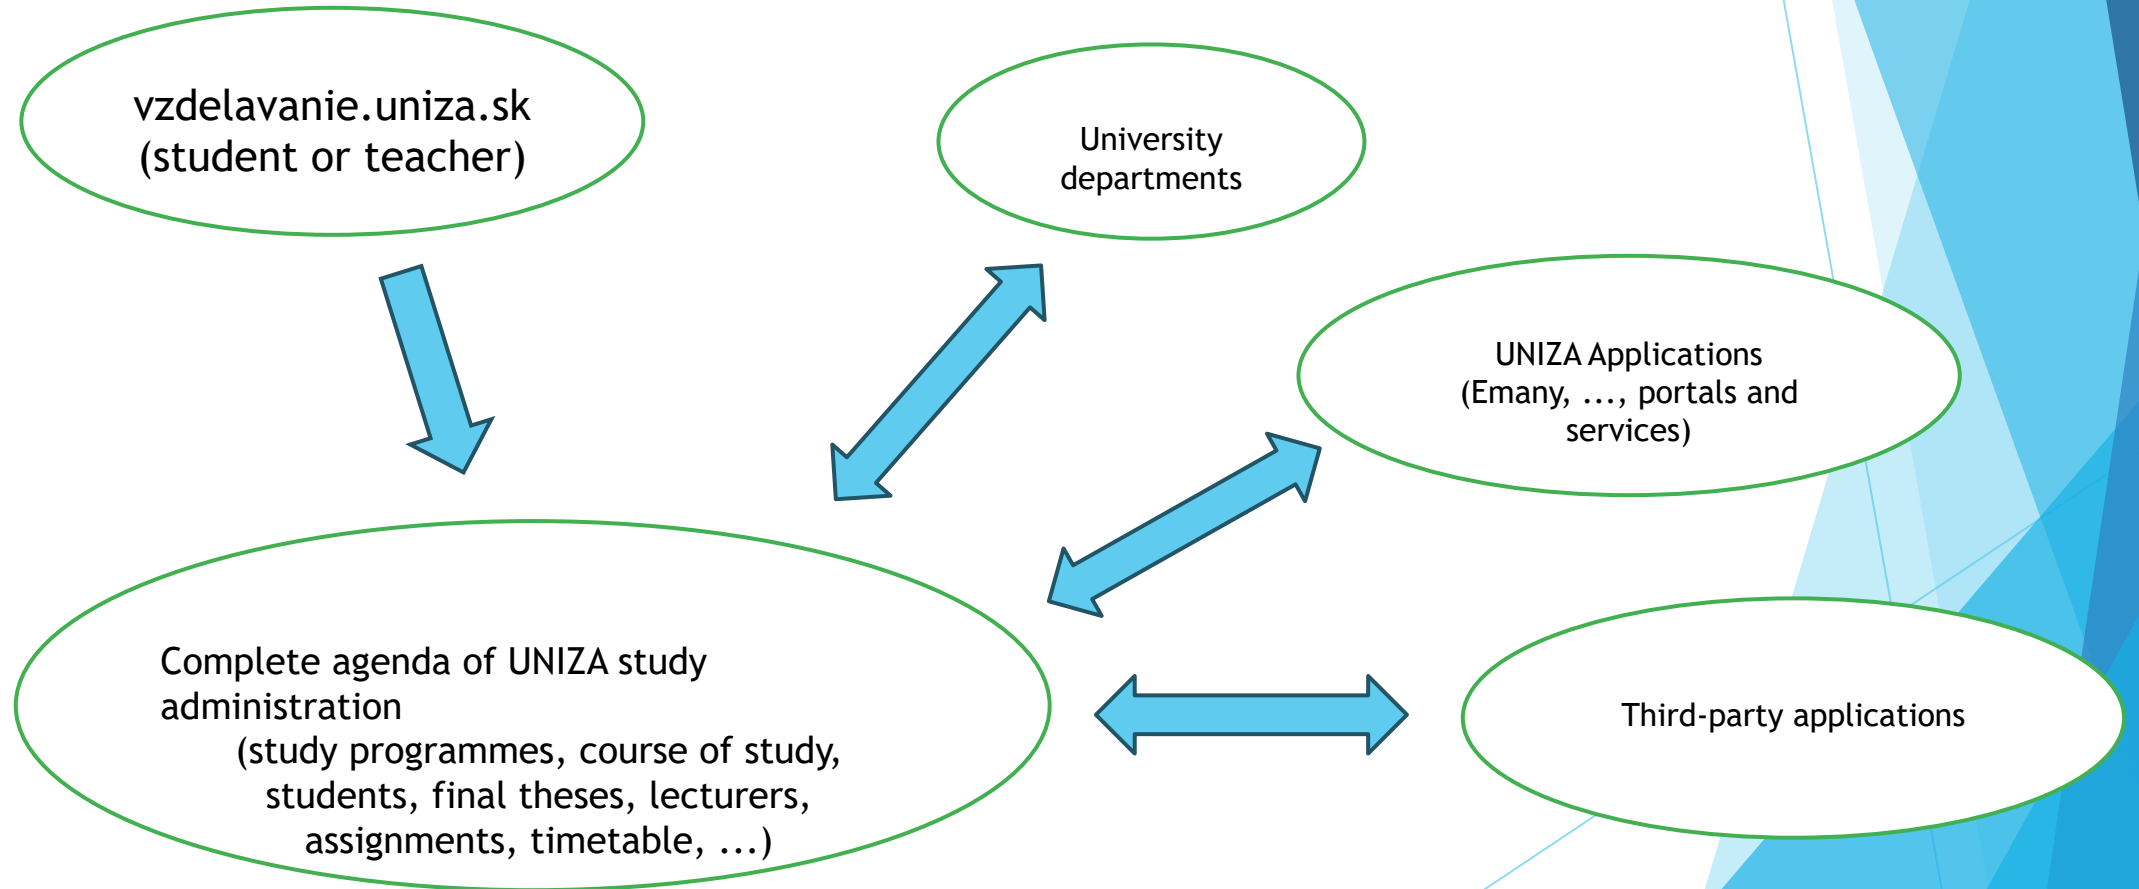 vzdelavanie.uniza.sk
(student or teacher)
University
departments
UNIZA Applications
(Emany, ..., portals and
services)
Complete agenda of UNIZA study
administration
(study programmes, course of study,
students, final theses, lecturers,
assignments, timetable, ...)
Third-party applications